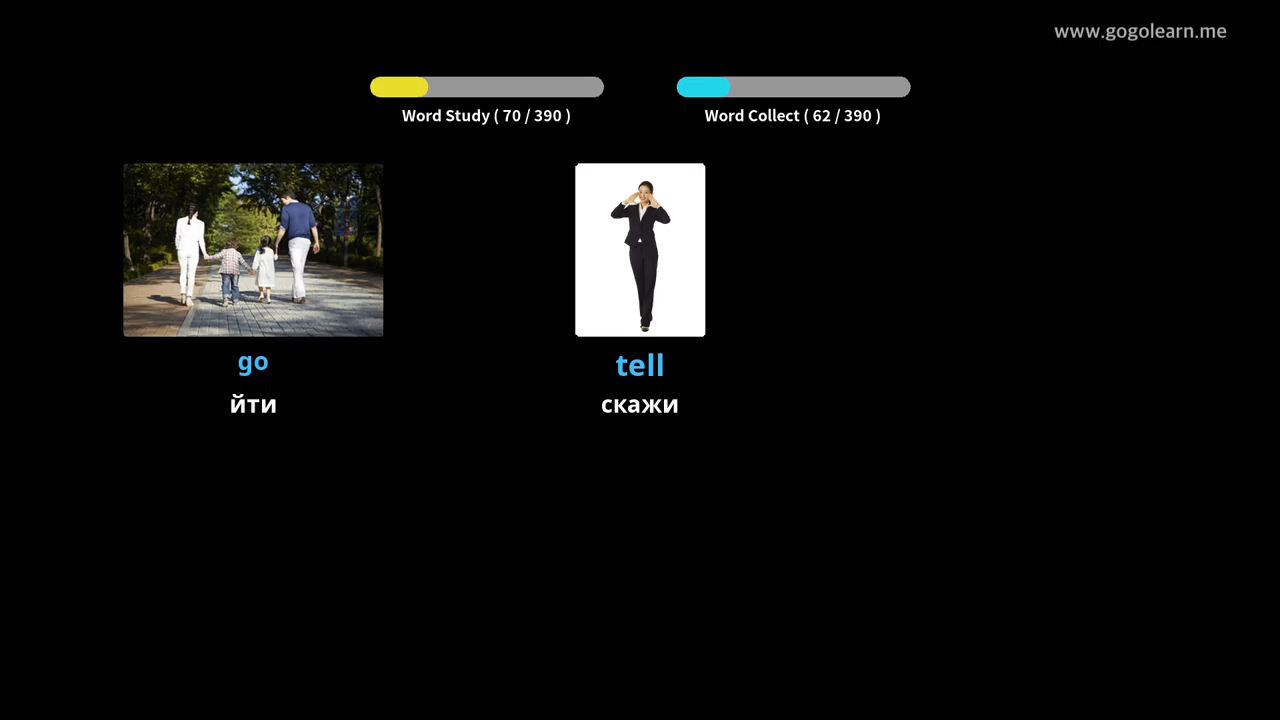 www.gogolearn.me
Word Study ( 70 / 390 )
Word Collect ( 62 / 390 )
go
йти
tell
скажи